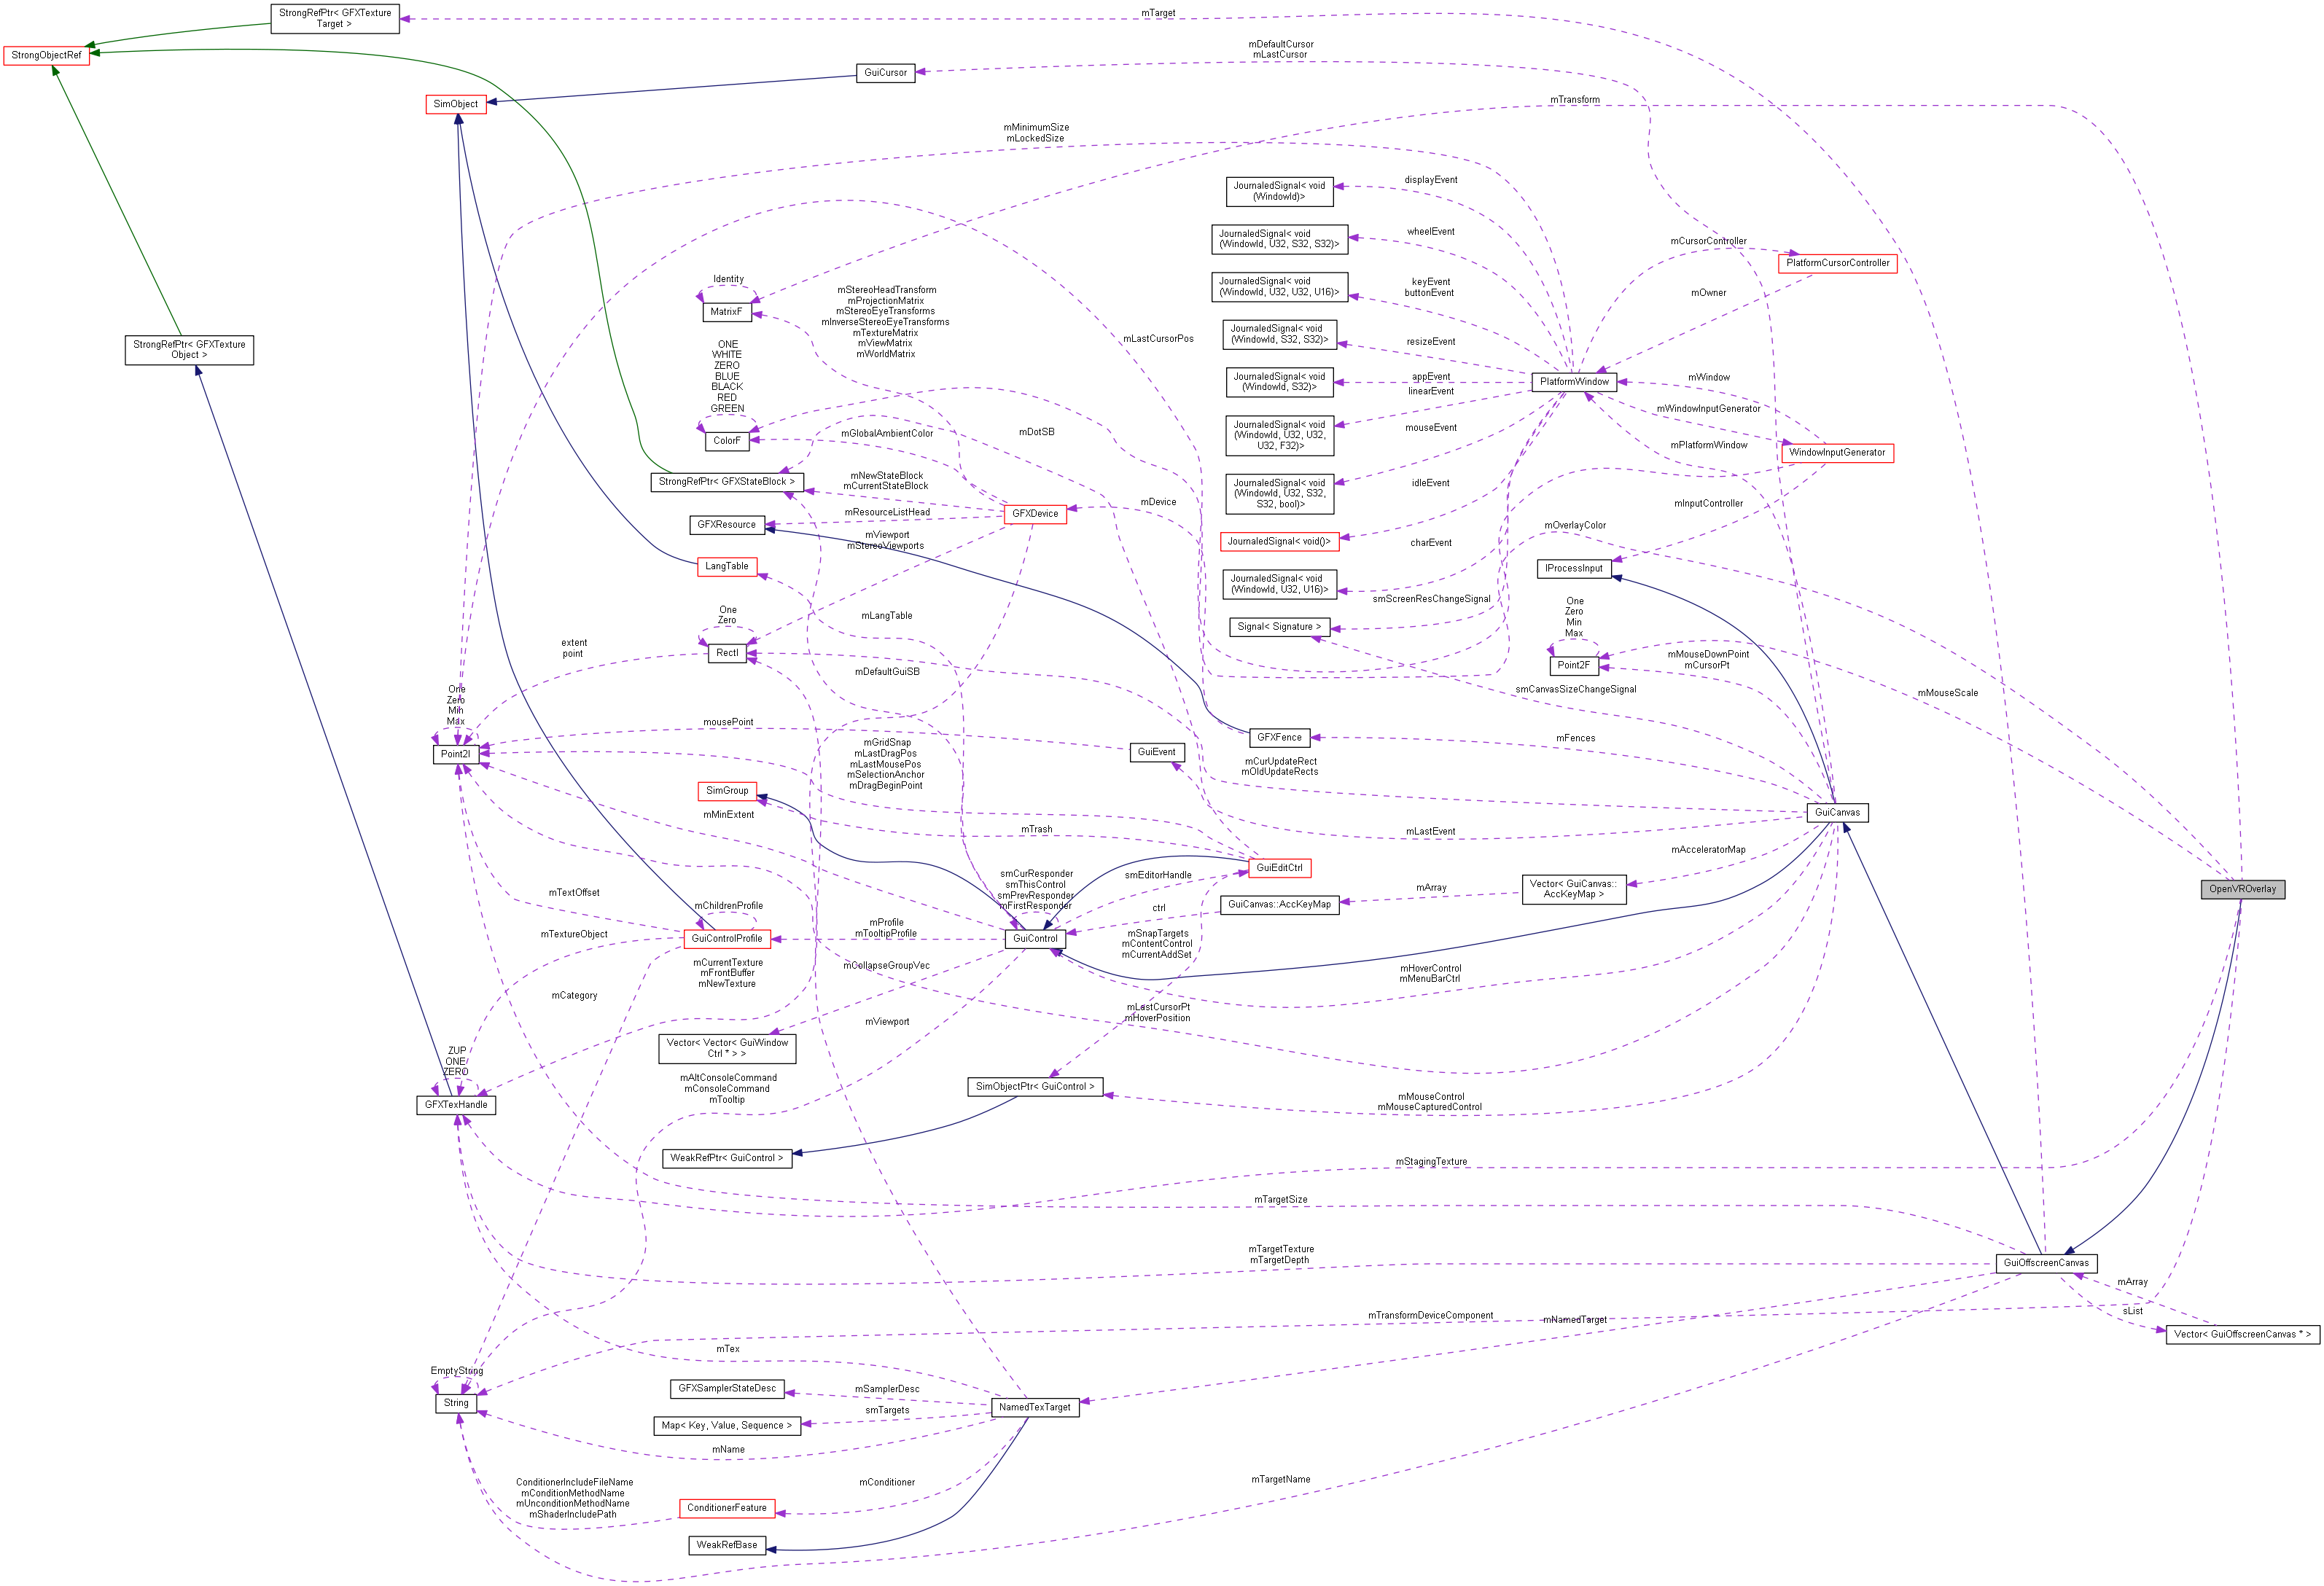 StrongRefPtr< GFXTexture
Target >
mTarget
StrongObjectRef
mDefaultCursor
mLastCursor
GuiCursor
SimObject
mTransform
mMinimumSize
mLockedSize
displayEvent
JournaledSignal< void
(WindowId)>
wheelEvent
JournaledSignal< void
(WindowId, U32, S32, S32)>
mCursorController
PlatformCursorController
Identity
MatrixF
mStereoHeadTransform
mProjectionMatrix
mStereoEyeTransforms
mInverseStereoEyeTransforms
mTextureMatrix
mViewMatrix
mWorldMatrix
keyEvent
buttonEvent
JournaledSignal< void
(WindowId, U32, U32, U16)>
mOwner
StrongRefPtr< GFXTexture
Object >
ONE
WHITE
ZERO
BLUE
BLACK
RED
GREEN
mLastCursorPos
JournaledSignal< void
(WindowId, S32, S32)>
resizeEvent
JournaledSignal< void
(WindowId, S32)>
appEvent
linearEvent
PlatformWindow
mWindow
mWindowInputGenerator
ColorF
mGlobalAmbientColor
mDotSB
JournaledSignal< void
(WindowId, U32, U32,
U32, F32)>
mouseEvent
mPlatformWindow
WindowInputGenerator
StrongRefPtr< GFXStateBlock >
mNewStateBlock
mCurrentStateBlock
JournaledSignal< void
(WindowId, U32, S32,
S32, bool)>
idleEvent
GFXResource
mResourceListHead
GFXDevice
mDevice
mInputController
mOverlayColor
JournaledSignal< void()>
charEvent
mViewport
mStereoViewports
LangTable
IProcessInput
JournaledSignal< void
(WindowId, U32, U16)>
smScreenResChangeSignal
One
Zero
RectI
mLangTable
Signal< Signature >
One
Zero
Min
Max
Point2F
extent
point
mMouseDownPoint
mCursorPt
mDefaultGuiSB
smCanvasSizeChangeSignal
mMouseScale
One
Zero
Min
Max
Point2I
mousePoint
GuiEvent
GFXFence
mFences
mGridSnap
mLastDragPos
mLastMousePos
mSelectionAnchor
mDragBeginPoint
mCurUpdateRect
mOldUpdateRects
SimGroup
GuiCanvas
mMinExtent
mTrash
mLastEvent
mAcceleratorMap
smCurResponder
smThisControl
smPrevResponder
mFirstResponder
smEditorHandle
GuiEditCtrl
mArray
Vector< GuiCanvas::
AccKeyMap >
OpenVROverlay
mTextOffset
mChildrenProfile
ctrl
GuiCanvas::AccKeyMap
mTextureObject
GuiControlProfile
mProfile
mTooltipProfile
GuiControl
mSnapTargets
mContentControl
mCurrentAddSet
mCurrentTexture
mFrontBuffer
mNewTexture
mCollapseGroupVec
mHoverControl
mMenuBarCtrl
mCategory
mLastCursorPt
mHoverPosition
mViewport
Vector< Vector< GuiWindow
Ctrl * > >
ZUP
ONE
ZERO
GFXTexHandle
mAltConsoleCommand
mConsoleCommand
mTooltip
SimObjectPtr< GuiControl >
mMouseControl
mMouseCapturedControl
WeakRefPtr< GuiControl >
mStagingTexture
mTargetSize
mTargetTexture
mTargetDepth
GuiOffscreenCanvas
mArray
sList
mTransformDeviceComponent
mNamedTarget
Vector< GuiOffscreenCanvas * >
mTex
EmptyString
String
GFXSamplerStateDesc
mSamplerDesc
smTargets
NamedTexTarget
Map< Key, Value, Sequence >
mName
ConditionerIncludeFileName
mConditionMethodName
mUnconditionMethodName
mShaderIncludePath
ConditionerFeature
mConditioner
mTargetName
WeakRefBase